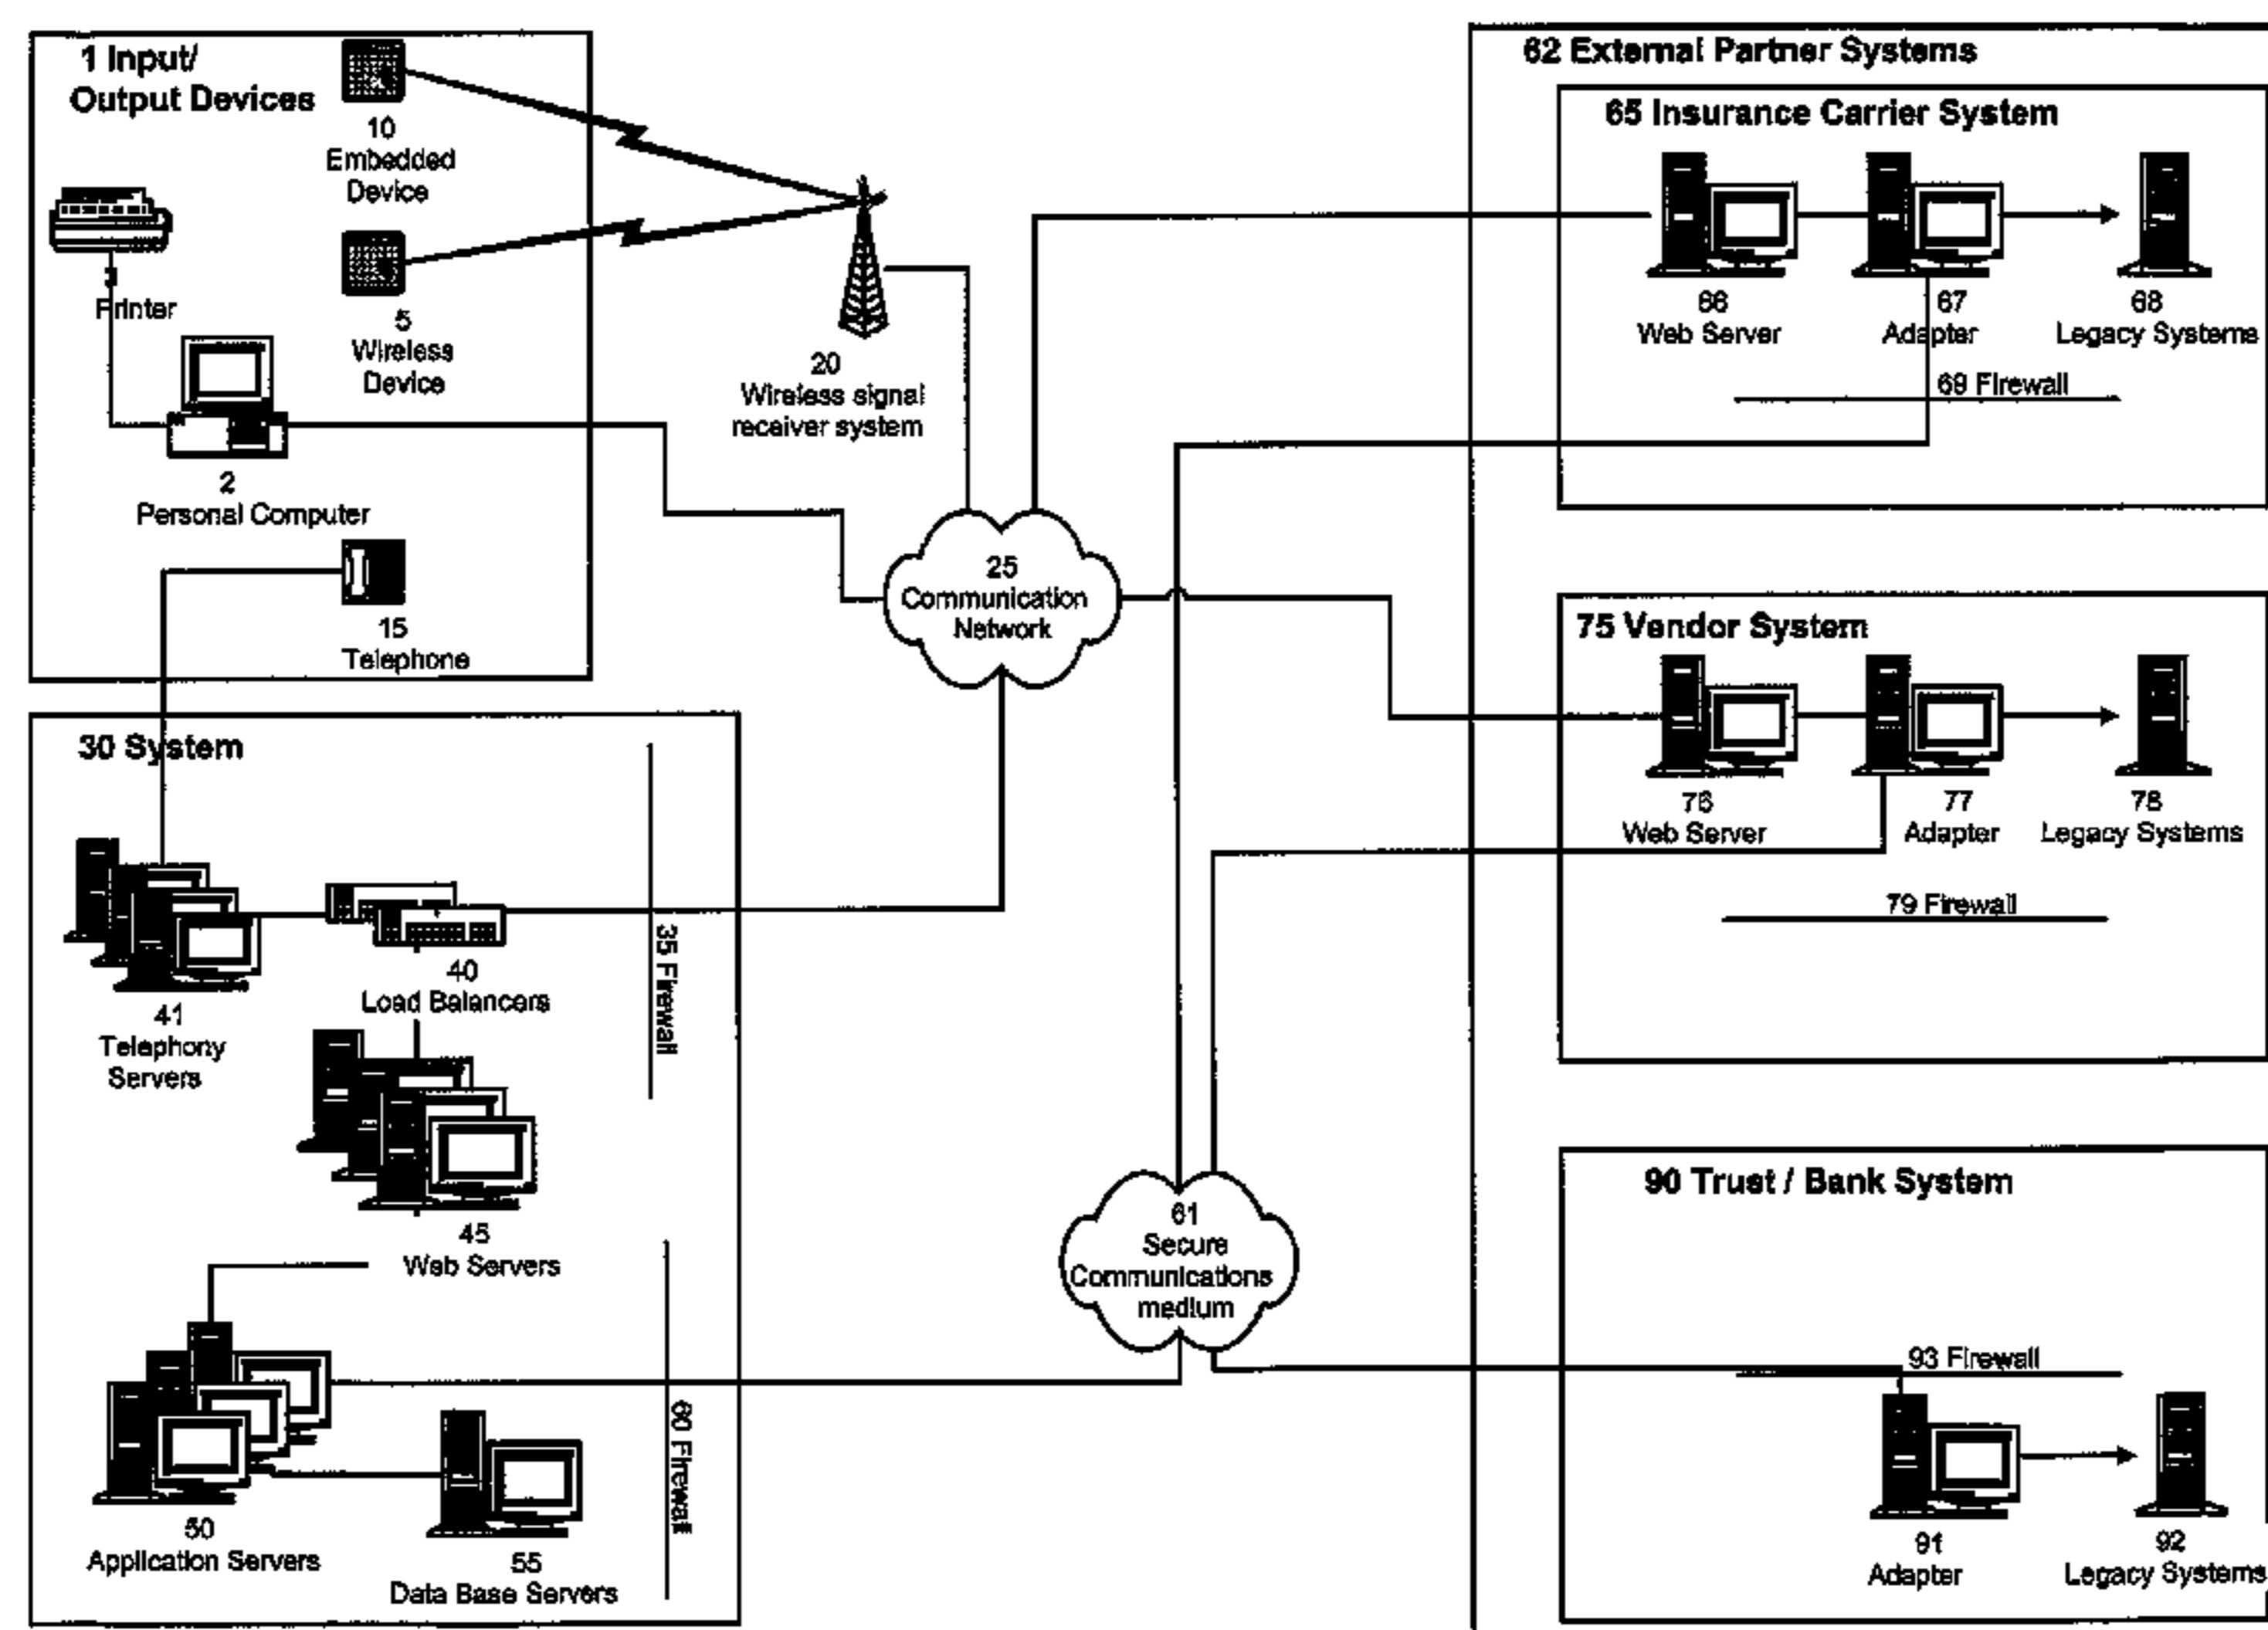 1 Input/
Output Devices
10
Embedded
Device
3
Printer
5
Wireless
Device
2
Personal Computer
15
Telephone
20
Wireless signal
receiver system
25
Communication
Network
30 System
35 Firewall
41
Telephony
Servers
40
Load Balancers
45
Web Servers
60 Firewall
50
Application Servers
55
Data Base Servers
61
Secure
Communications
medium
62 External Partner Systems
65 Insurance Carrier System
66
Web Server
67
Adapter
68
Legacy Systems
69 Firewall
75 Vendor System
76
Web Server
77
Adapter
78
Legacy Systems
79 Firewall
90 Trust / Bank System
93 Firewall
91
Adapter
92
Legacy Systems